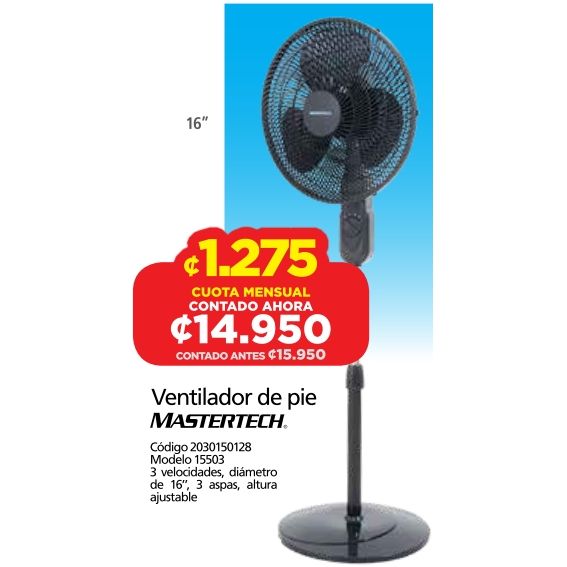 16”
¢1.275
CUOTA MENSUAL
CONTADO AHORA
¢14.950
CONTADO ANTES ¢15.950
Ventilador de pie
MASTERTECH®
Código 2030150128
Modelo 15503
3 velocidades, diámetro
de 16”, 3 aspas, altura
ajustable